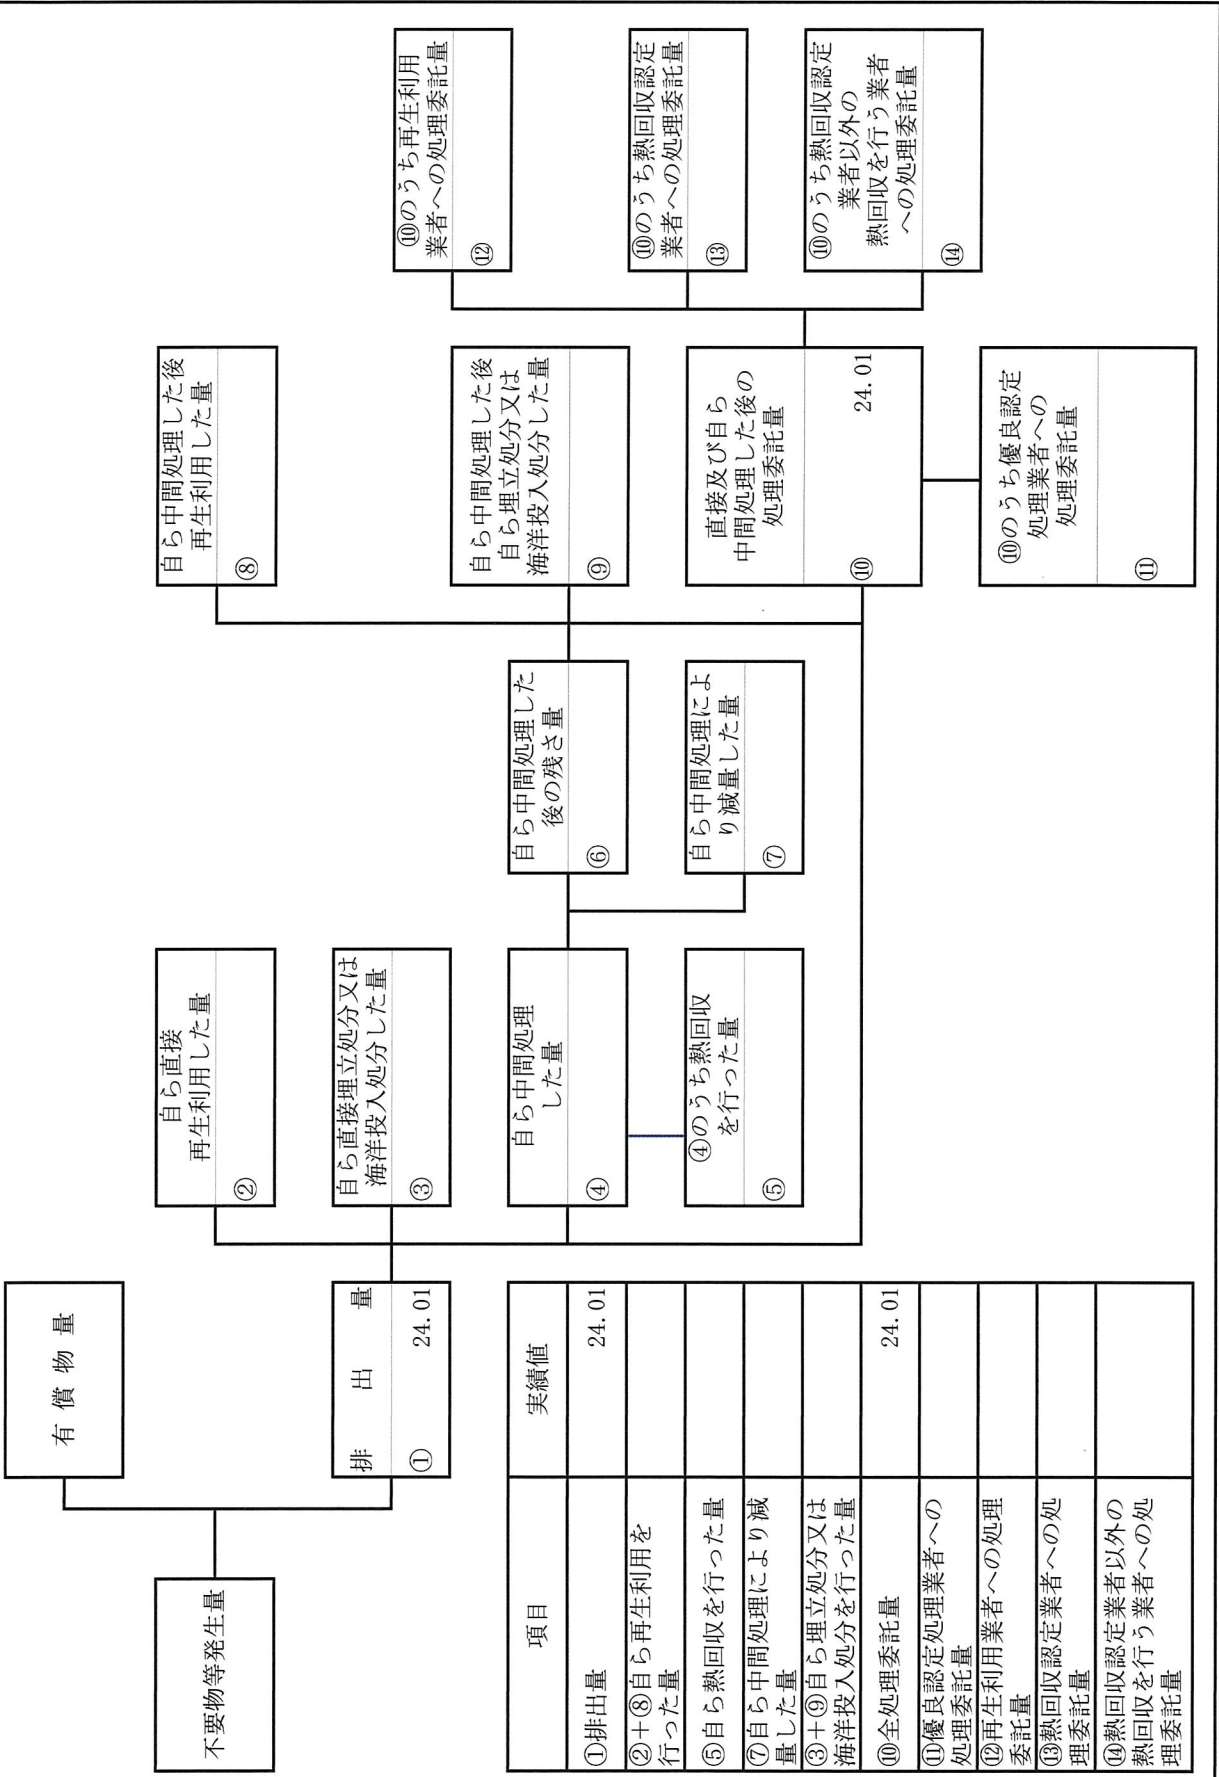 不要物等発生量
有償物量
排出量
① 24.01
自ら直接
再生利用した量
②
自ら直接埋立処分又は
海洋投入処分した量
③
自ら中間処理
した量
④
④のうち熱回収
を行った量
⑤
自ら中間処理した
後の残さ量
⑥
自ら中間処理によ
り減量した量
⑦
自ら中間処理した後
再生利用した量
⑧
自ら中間処理した後
自ら埋立処分又は
海洋投入処分した量
⑨
直接及び自ら
中間処理した後の
処理委託量
⑩ 24.01
⑩のうち優良認定
処理業者への
処理委託量
⑪
⑩のうち再生利用
業者への処理委託量
⑫
⑩のうち熱回収認定
業者への処理委託量
⑬
⑩のうち熱回収認定
業者以外の
熱回収を行う業者
への処理委託量
⑭
項目 実績値
①排出量 24.01
②+⑧自ら再生利用を
行った量
⑤自ら熱回収を行った量
⑦自ら中間処理により減
量した量
③+⑨自ら埋立処分又は
海洋投入処分を行った量
⑩全処理委託量 24.01
⑪優良認定処理業者への
処理委託量
⑫再生利用業者への処理
委託量
⑬熱回収認定業者への処
理委託量
⑭熱回収認定業者以外の
熱回収を行う業者への処
理委託量